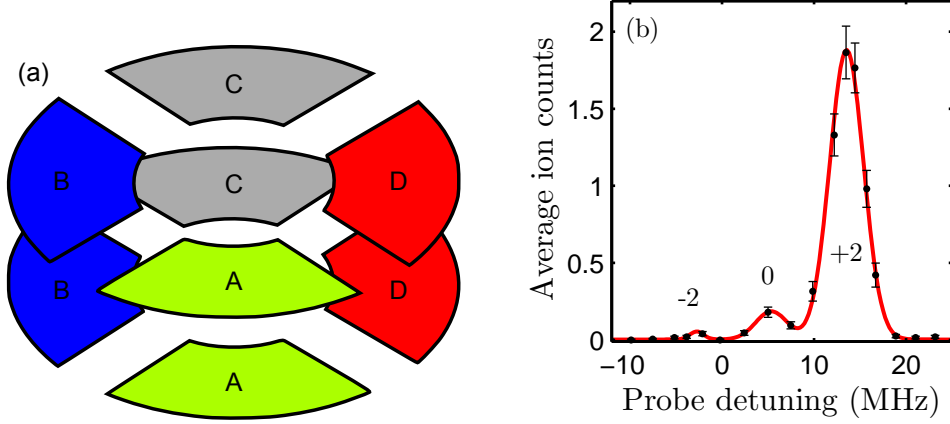 (a)
C
C
B
D
B
D
A
A
(b)
Average ion counts
2
1.5
1
0.5
0
-2
0
+2
−10
0
10
20
Probe detuning (MHz)